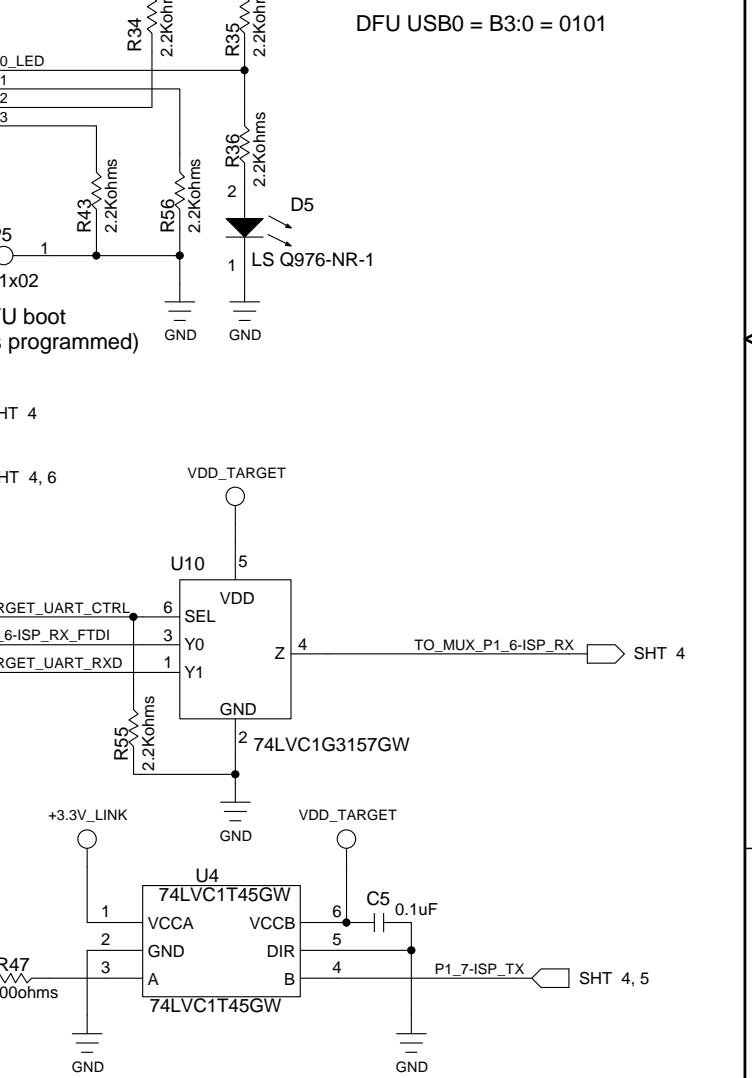 DFU USB0 = B3:0 = 0101
R34
2.2Kohm
R35
2.2Kohm
0_LED
1
2
3
R36
2.2Kohms
R43
2.2Kohms
R56
2.2Kohms
2
D5
1
LS Q976-NR-1
P5
1
1x02
GND
GND
FU boot
s programmed)
HT 4
HT 4, 6
VDD_TARGET
U10
5
VDD
RGET_UART_CTRL
6
SEL
_6-ISP_RX_FTDI
3
Y0
RGET_UART_RXD
1
Y1
Z
4
TO_MUX_P1_6-ISP_RX
SHT 4
GND
2
74LVC1G3157GW
R55
2.2Kohms
GND
+3.3V_LINK
VDD_TARGET
U4
74LVC1T45GW
C5
0.1uF
1
VCCA
VCCB
6
2
GND
DIR
5
R47
00ohms
3
A
B
4
P1_7-ISP_TX
SHT 4, 5
74LVC1T45GW
GND
GND